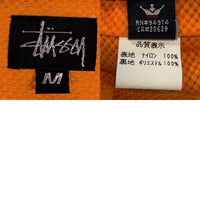 Stüssy
M
RN#94974
CA#28629
品質表示
表地 ナイロン 100%
裏地 ポリエステル 100%